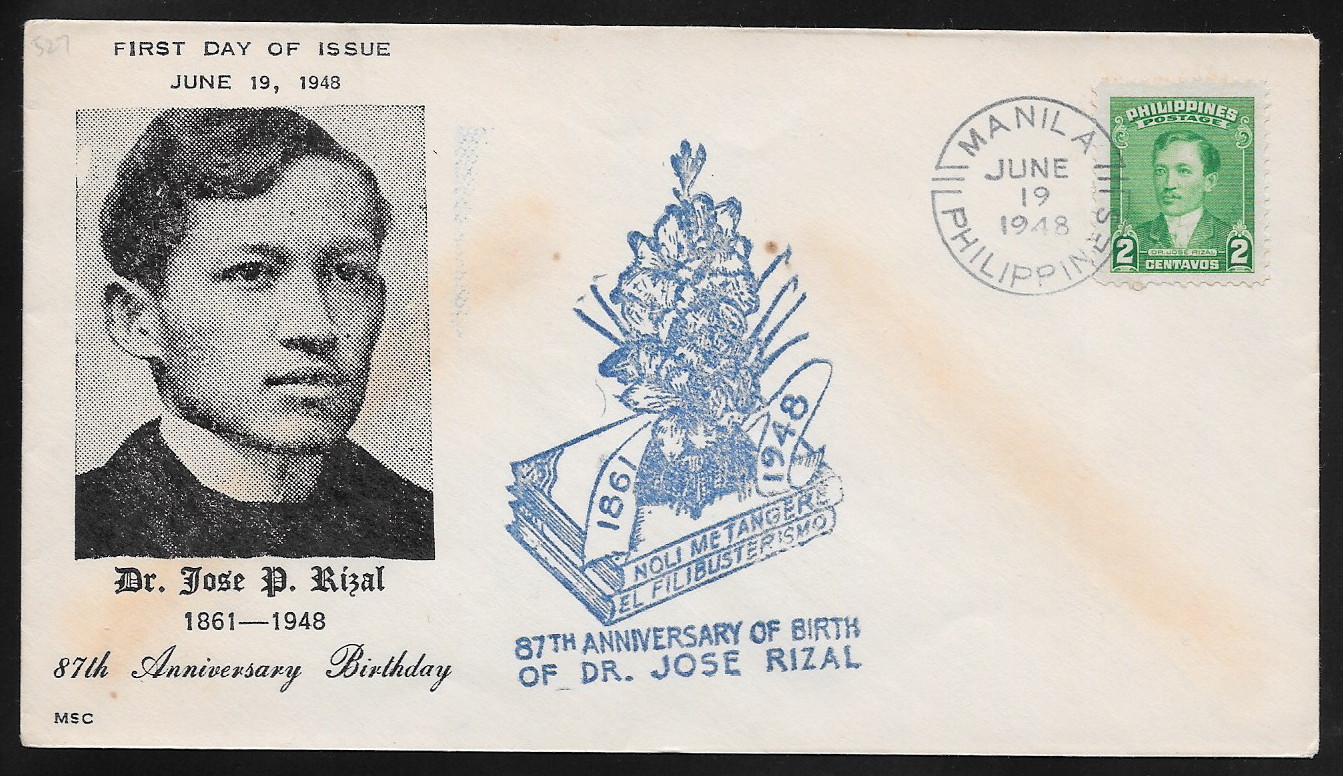 527
FIRST DAY OF ISSUE
JUNE 19, 1948
Dr. Jose P. Rizal
1861—1948
87th Anniversary Birthday
MSC
1861
1948
NOLI ME TANGERE
EL FILIBUSTERISMO
87TH ANNIVERSARY OF BIRTH
OF DR. JOSE RIZAL
MANILA
JUNE
19
1948
PHILIPPINES
PHILIPPINES
POSTAGE
DR. JOSE RIZAL
2 CENTAVOS 2